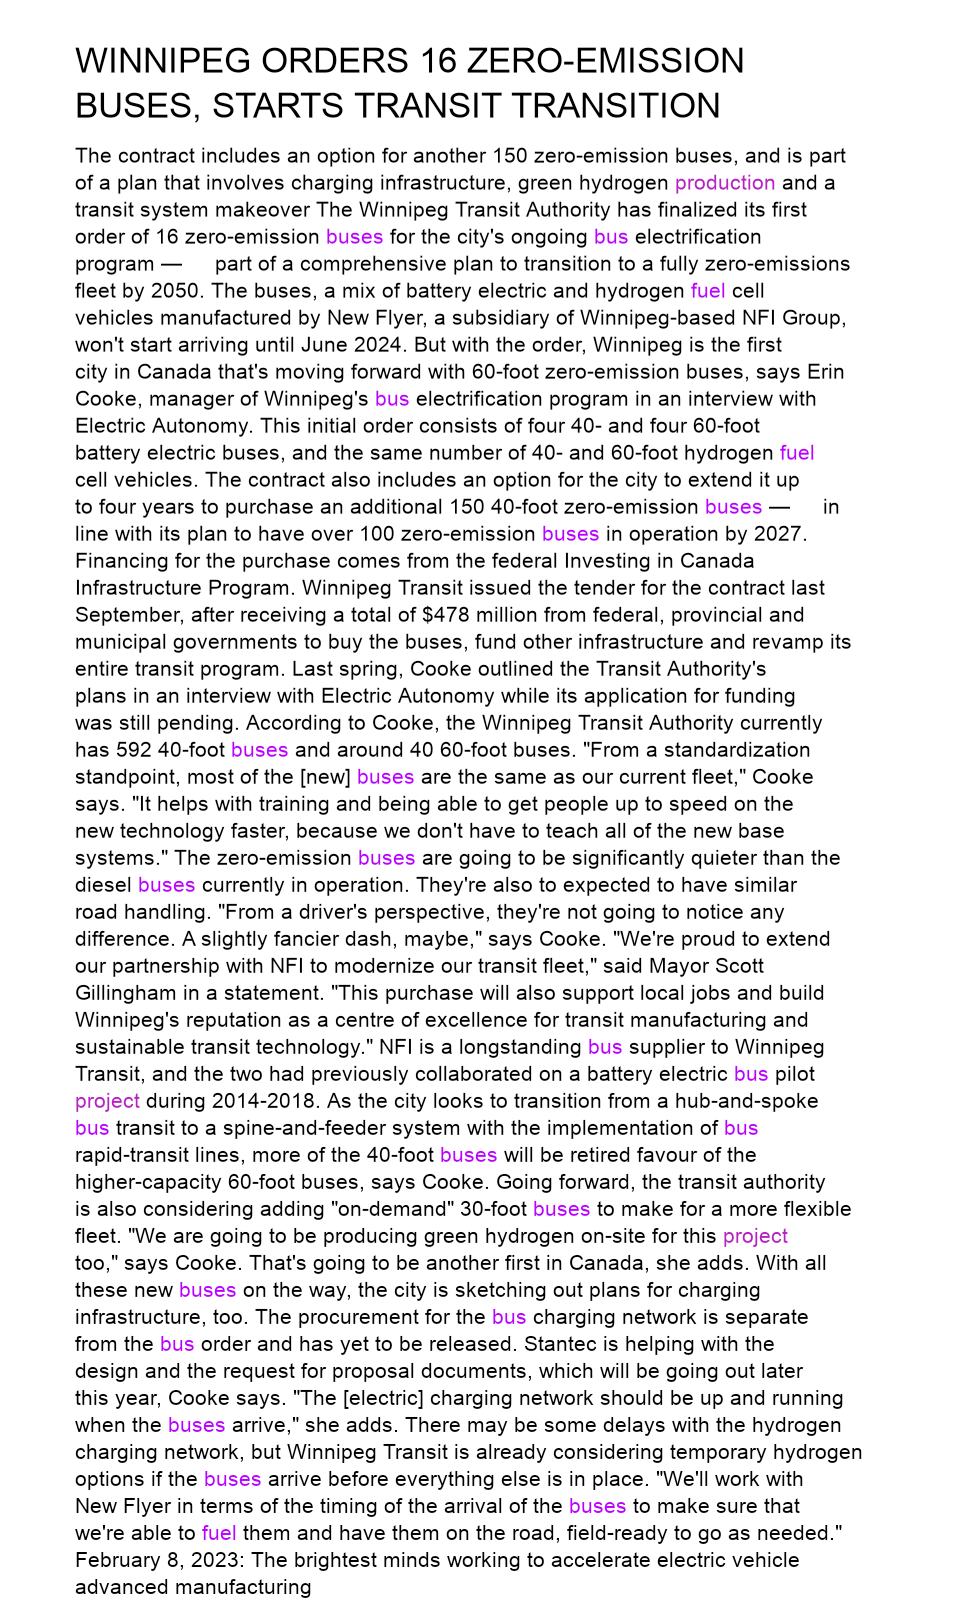 WINNIPEG ORDERS 16 ZERO-EMISSION
BUSES, STARTS TRANSIT TRANSITION
The contract includes an option for another 150 zero-emission buses, and is part
of a plan that involves charging infrastructure, green hydrogen production and a
transit system makeover The Winnipeg Transit Authority has finalized its first
order of 16 zero-emission buses for the city's ongoing bus electrification
program — part of a comprehensive plan to transition to a fully zero-emissions
fleet by 2050. The buses, a mix of battery electric and hydrogen fuel cell
vehicles manufactured by New Flyer, a subsidiary of Winnipeg-based NFI Group,
won't start arriving until June 2024. But with the order, Winnipeg is the first
city in Canada that's moving forward with 60-foot zero-emission buses, says Erin
Cooke, manager of Winnipeg's bus electrification program in an interview with
Electric Autonomy. This initial order consists of four 40- and four 60-foot
battery electric buses, and the same number of 40- and 60-foot hydrogen fuel
cell vehicles. The contract also includes an option for the city to extend it up
to four years to purchase an additional 150 40-foot zero-emission buses — in
line with its plan to have over 100 zero-emission buses in operation by 2027.
Financing for the purchase comes from the federal Investing in Canada
Infrastructure Program. Winnipeg Transit issued the tender for the contract last
September, after receiving a total of $478 million from federal, provincial and
municipal governments to buy the buses, fund other infrastructure and revamp its
entire transit program. Last spring, Cooke outlined the Transit Authority's
plans in an interview with Electric Autonomy while its application for funding
was still pending. According to Cooke, the Winnipeg Transit Authority currently
has 592 40-foot buses and around 40 60-foot buses. "From a standardization
standpoint, most of the [new] buses are the same as our current fleet," Cooke
says. "It helps with training and being able to get people up to speed on the
new technology faster, because we don't have to teach all of the new base
systems." The zero-emission buses are going to be significantly quieter than the
diesel buses currently in operation. They're also to expected to have similar
road handling. "From a driver's perspective, they're not going to notice any
difference. A slightly fancier dash, maybe," says Cooke. "We're proud to extend
our partnership with NFI to modernize our transit fleet," said Mayor Scott
Gillingham in a statement. "This purchase will also support local jobs and build
Winnipeg's reputation as a centre of excellence for transit manufacturing and
sustainable transit technology." NFI is a longstanding bus supplier to Winnipeg
Transit, and the two had previously collaborated on a battery electric bus pilot
project during 2014-2018. As the city looks to transition from a hub-and-spoke
bus transit to a spine-and-feeder system with the implementation of bus
rapid-transit lines, more of the 40-foot buses will be retired favour of the
higher-capacity 60-foot buses, says Cooke. Going forward, the transit authority
is also considering adding "on-demand" 30-foot buses to make for a more flexible
fleet. "We are going to be producing green hydrogen on-site for this project
too," says Cooke. That's going to be another first in Canada, she adds. With all
these new buses on the way, the city is sketching out plans for charging
infrastructure, too. The procurement for the bus charging network is separate
from the bus order and has yet to be released. Stantec is helping with the
design and the request for proposal documents, which will be going out later
this year, Cooke says. "The [electric] charging network should be up and running
when the buses arrive," she adds. There may be some delays with the hydrogen
charging network, but Winnipeg Transit is already considering temporary hydrogen
options if the buses arrive before everything else is in place. "We'll work with
New Flyer in terms of the timing of the arrival of the buses to make sure that
we're able to fuel them and have them on the road, field-ready to go as needed."
February 8, 2023: The brightest minds working to accelerate electric vehicle
advanced manufacturing